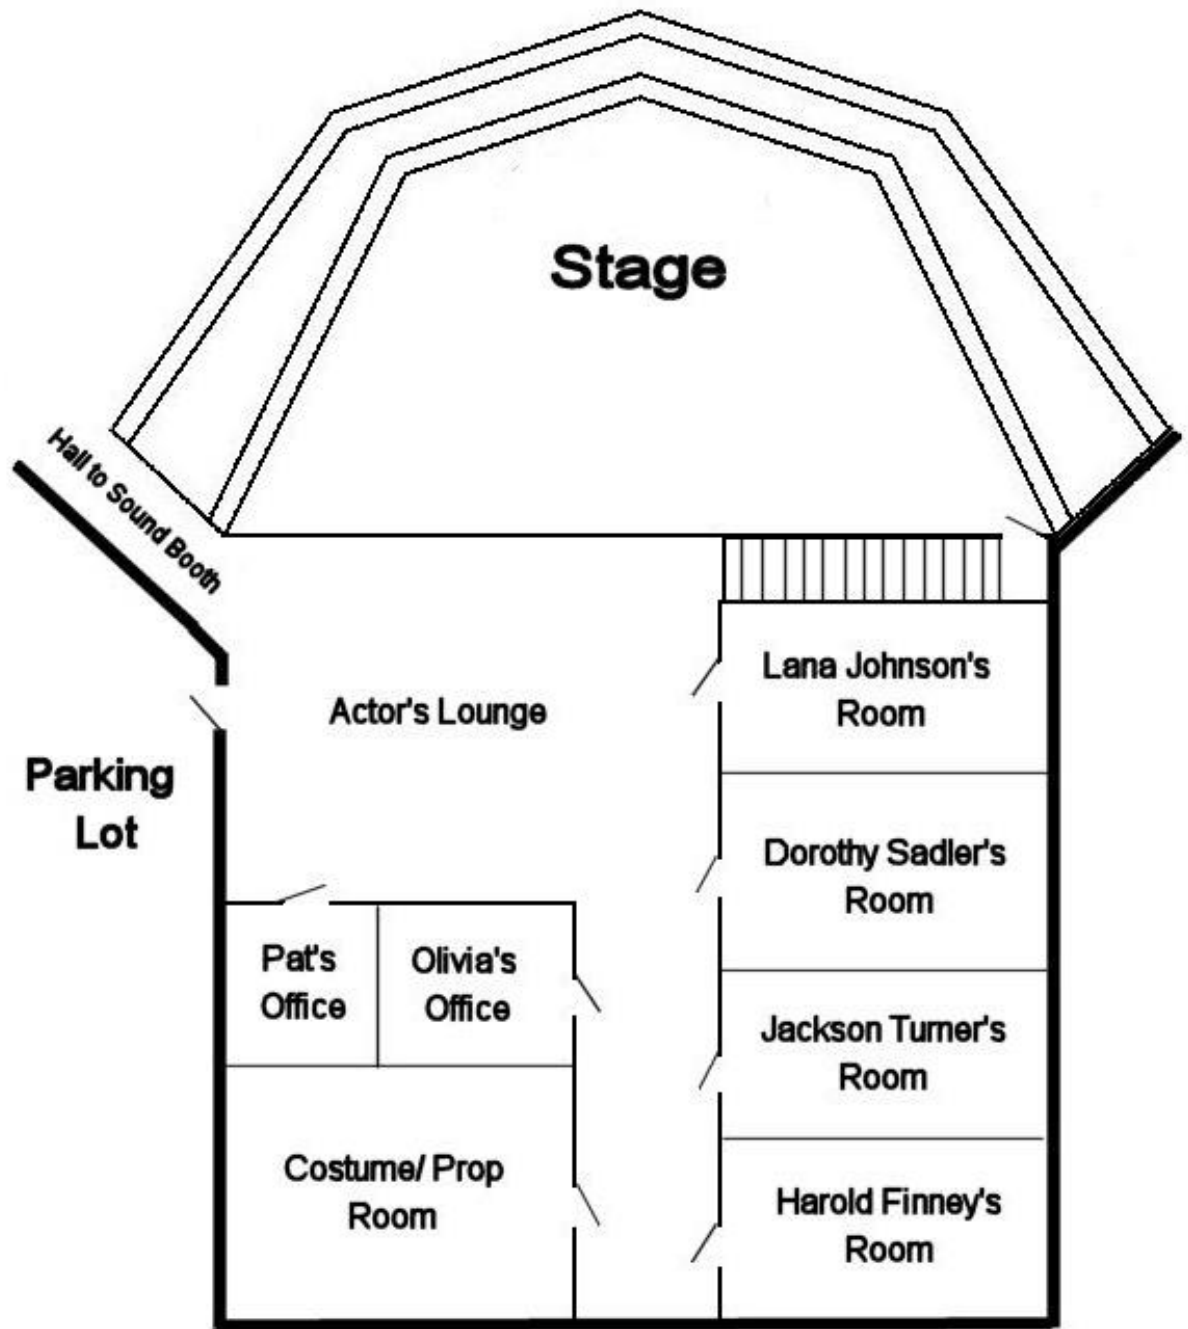 Stage
Hall to Sound Booth
Lana Johnson's
Room
Actor's Lounge
Parking
Lot
Dorothy Sadler's
Room
Pat's
Office
Olivia's
Office
Jackson Turner's
Room
Costume/ Prop
Room
Harold Finney's
Room